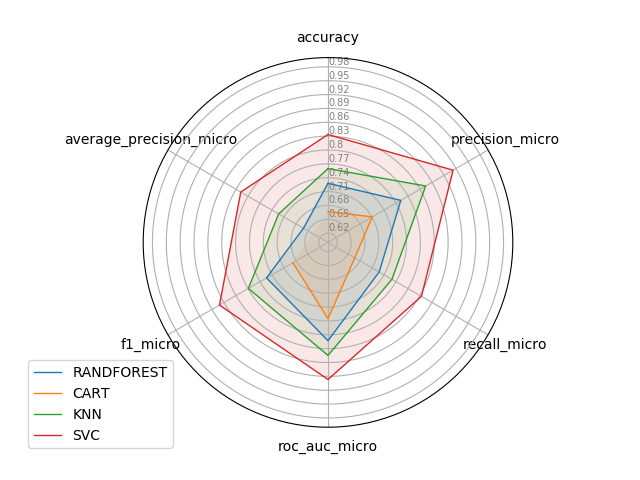 accuracy
0.98
0.95
0.92
0.89
0.86
0.83
0.8
0.77
0.74
0.71
0.68
0.65
0.62
average_precision_micro
precision_micro
f1_micro
recall_micro
roc_auc_micro
RANDFOREST
CART
KNN
SVC